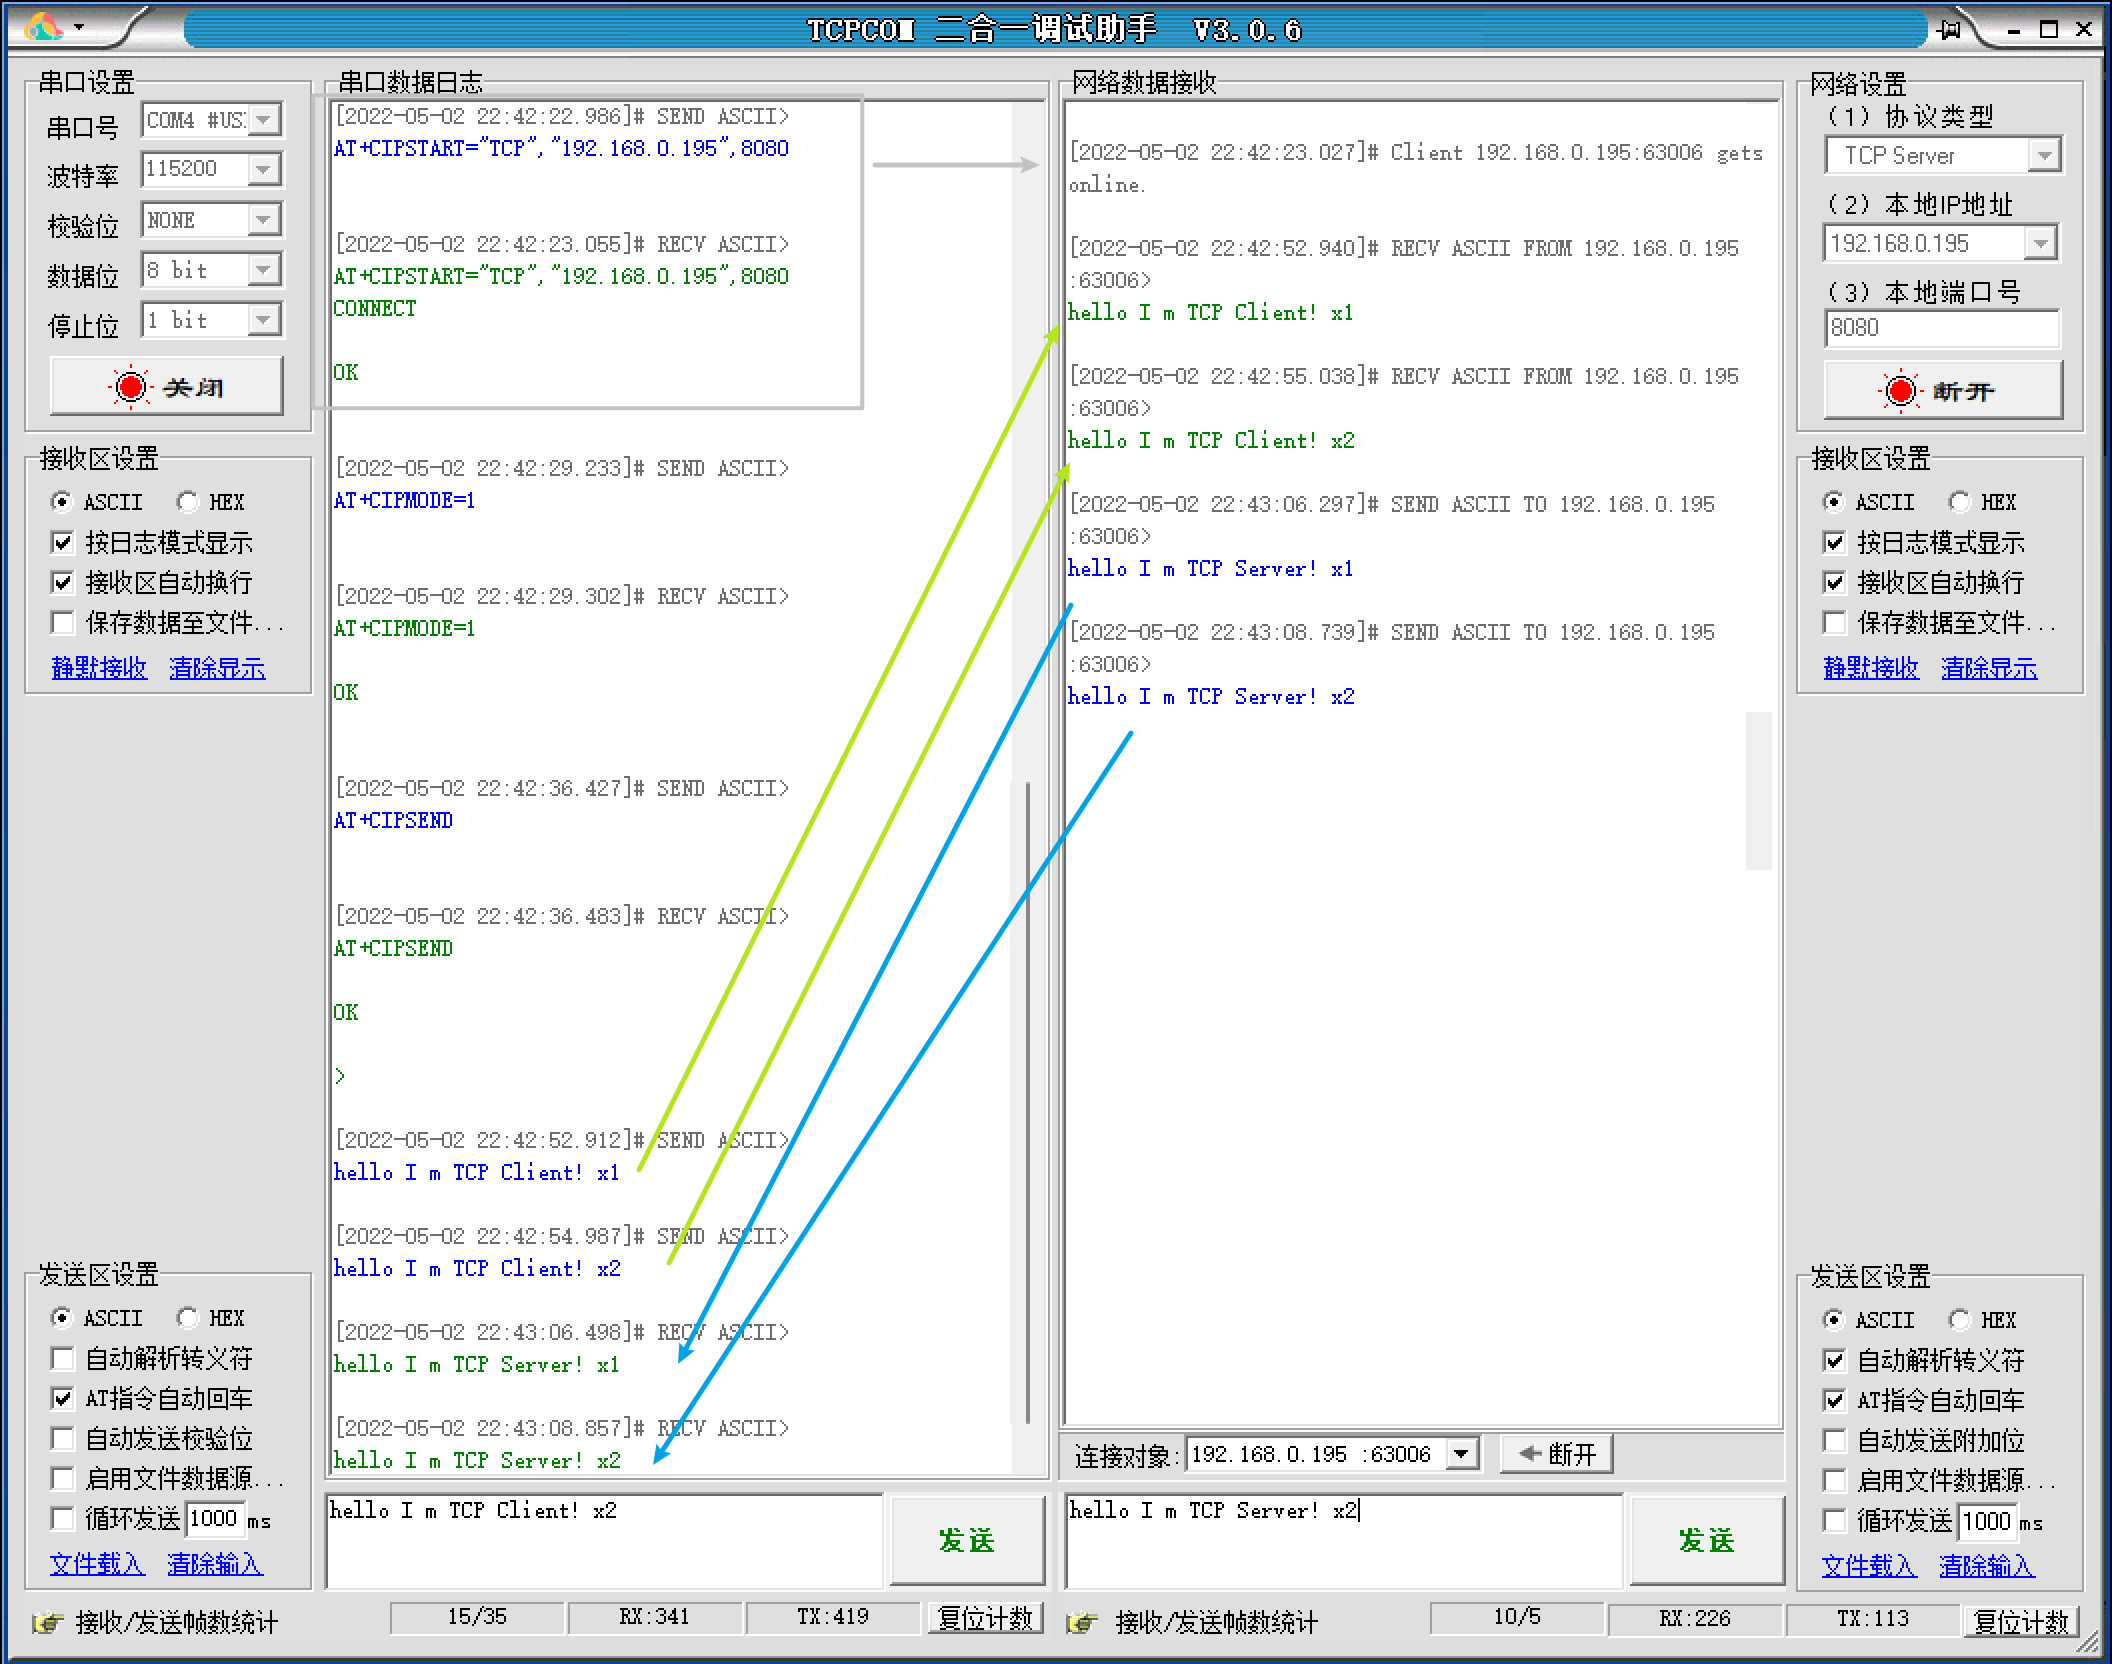 TCPCOM 二合一调试助手 V3.0.6
串口设置
串口号 COM4 #US
波特率 115200
校验位 NONE
数据位 8 bit
停止位 1 bit
关闭
接收区设置
ASCII HEX
按日志模式显示
接收区自动换行
保存数据至文件...
静默接收 清除显示
发送区设置
ASCII HEX
自动解析转义符
AT指令自动回车
自动发送校验位
启用文件数据源...
循环发送 1000 ms
文件载入 清除输入
串口数据日志
[2022-05-02 22:42:22.986]# SEND ASCII>
AT+CIPSTART="TCP","192.168.0.195",8080
[2022-05-02 22:42:23.055]# RECV ASCII>
AT+CIPSTART="TCP","192.168.0.195",8080
CONNECT
OK
[2022-05-02 22:42:29.233]# SEND ASCII>
AT+CIPMODE=1
[2022-05-02 22:42:29.302]# RECV ASCII>
AT+CIPMODE=1
OK
[2022-05-02 22:42:36.427]# SEND ASCII>
AT+CIPSEND
[2022-05-02 22:42:36.483]# RECV ASCII>
AT+CIPSEND
OK
>
[2022-05-02 22:42:52.912]# SEND ASCII>
hello I m TCP Client! x1
[2022-05-02 22:42:54.987]# SEND ASCII>
hello I m TCP Client! x2
[2022-05-02 22:43:06.498]# RECV ASCII>
hello I m TCP Server! x1
[2022-05-02 22:43:08.857]# RECV ASCII>
hello I m TCP Server! x2
hello I m TCP Client! x2
发送
网络数据接收
[2022-05-02 22:42:23.027]# Client 192.168.0.195:63006 gets
online.
[2022-05-02 22:42:52.940]# RECV ASCII FROM 192.168.0.195
:63006>
hello I m TCP Client! x1
[2022-05-02 22:42:55.038]# RECV ASCII FROM 192.168.0.195
:63006>
hello I m TCP Client! x2
[2022-05-02 22:43:06.297]# SEND ASCII TO 192.168.0.195
:63006>
hello I m TCP Server! x1
[2022-05-02 22:43:08.739]# SEND ASCII TO 192.168.0.195
:63006>
hello I m TCP Server! x2
连接对象: 192.168.0.195 :63006 断开
hello I m TCP Server! x2
发送
网络设置
(1) 协议类型
TCP Server
(2) 本地IP地址
192.168.0.195
(3) 本地端口号
8080
断开
接收区设置
ASCII HEX
按日志模式显示
接收区自动换行
保存数据至文件...
静默接收 清除显示
发送区设置
ASCII HEX
自动解析转义符
AT指令自动回车
自动发送附加位
启用文件数据源...
循环发送 1000 ms
文件载入 清除输入
接收/发送帧数统计 15/35 RX:341 TX:419 复位计数
接收/发送帧数统计 10/5 RX:226 TX:113 复位计数